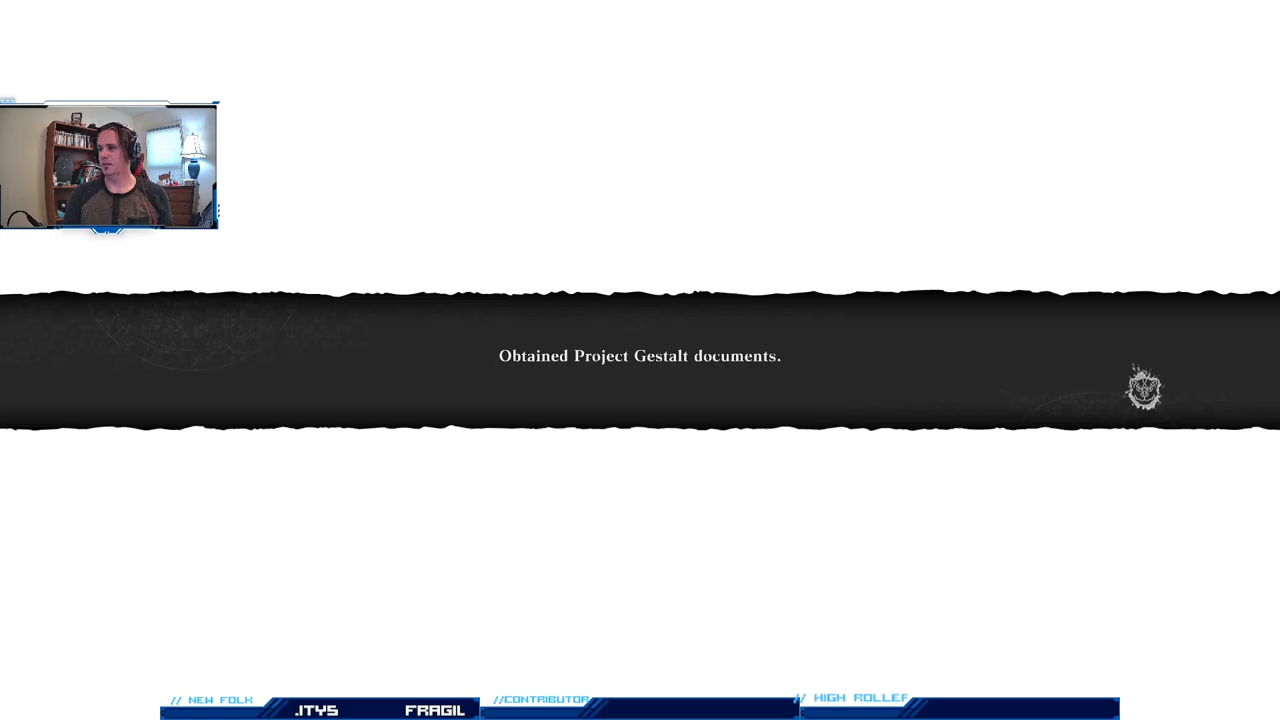 Obtained Project Gestalt documents.
// NEW FOLK
.ITYS FRAGIL
//CONTRIBUTOR
// HIGH ROLLER